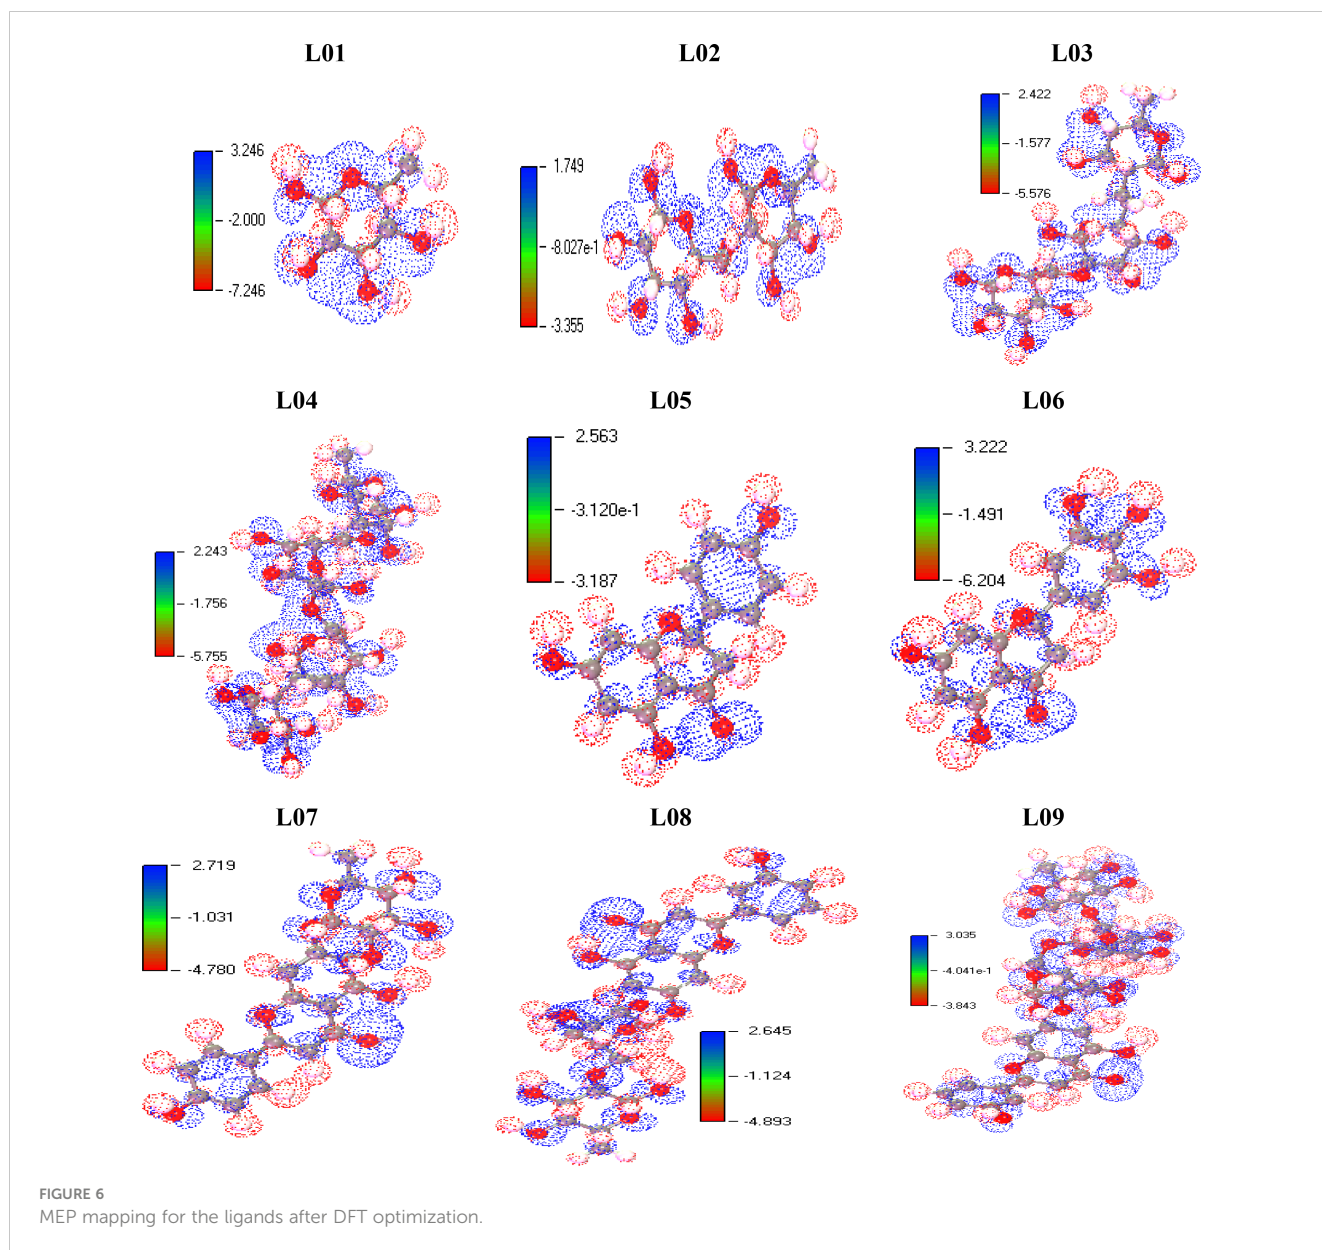 L01
L02
L03
3.246
-2.000
-7.246
1.749
-8.027e-1
-3.355
2.422
-1.577
-5.576
L04
L05
L06
2.243
-1.756
-5.755
2.563
-3.120e-1
-3.187
3.222
-1.491
-6.204
L07
L08
L09
2.719
-1.031
-4.780
2.645
-1.124
-4.893
3.035
-4.041e-1
-3.843
FIGURE 6
MEP mapping for the ligands after DFT optimization.